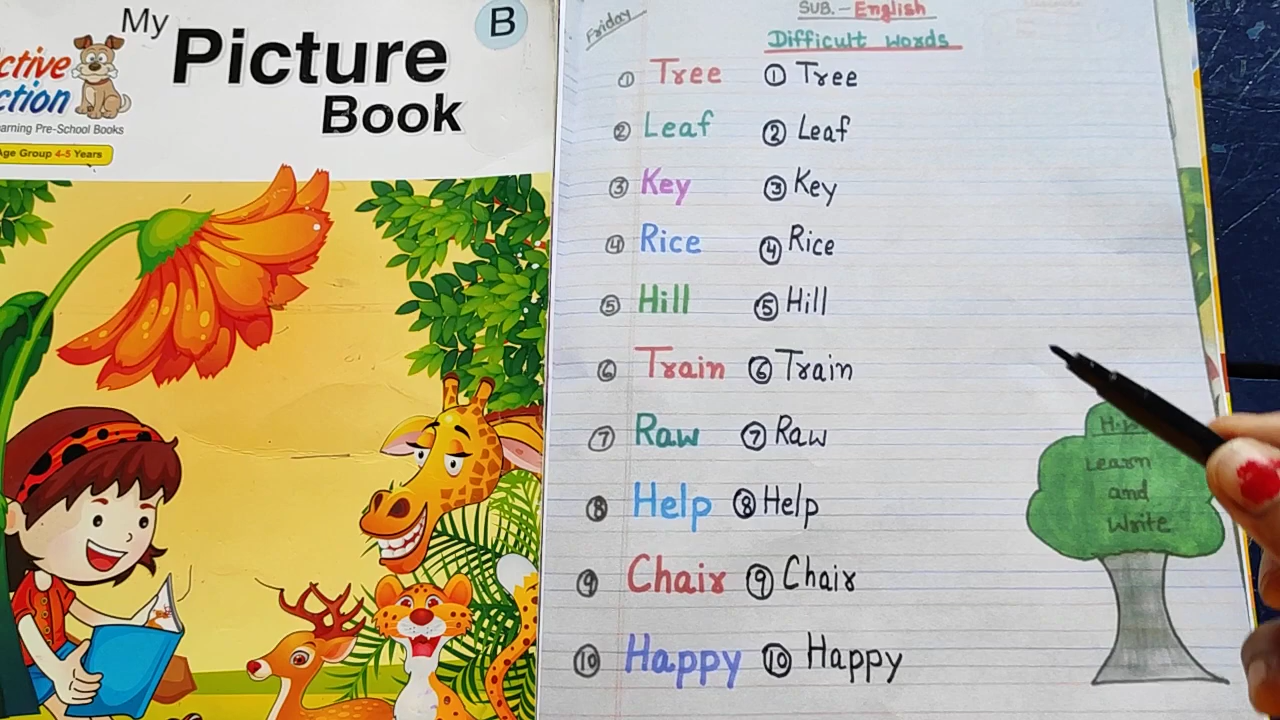 My
Picture
Book
B
ctive
ction
earning Pre-School Books
Age Group 4-5 Years
Friday
SUB. - English
Difficult words
① Tree ① Tree
② Leaf ② Leaf
③ Key ③ Key
④ Rice ④ Rice
⑤ Hill ⑤ Hill
⑥ Train ⑥ Train
⑦ Raw ⑦ Raw
⑧ Help ⑧ Help
⑨ Chair ⑨ Chair
⑩ Happy ⑩ Happy
Learn
and
Write